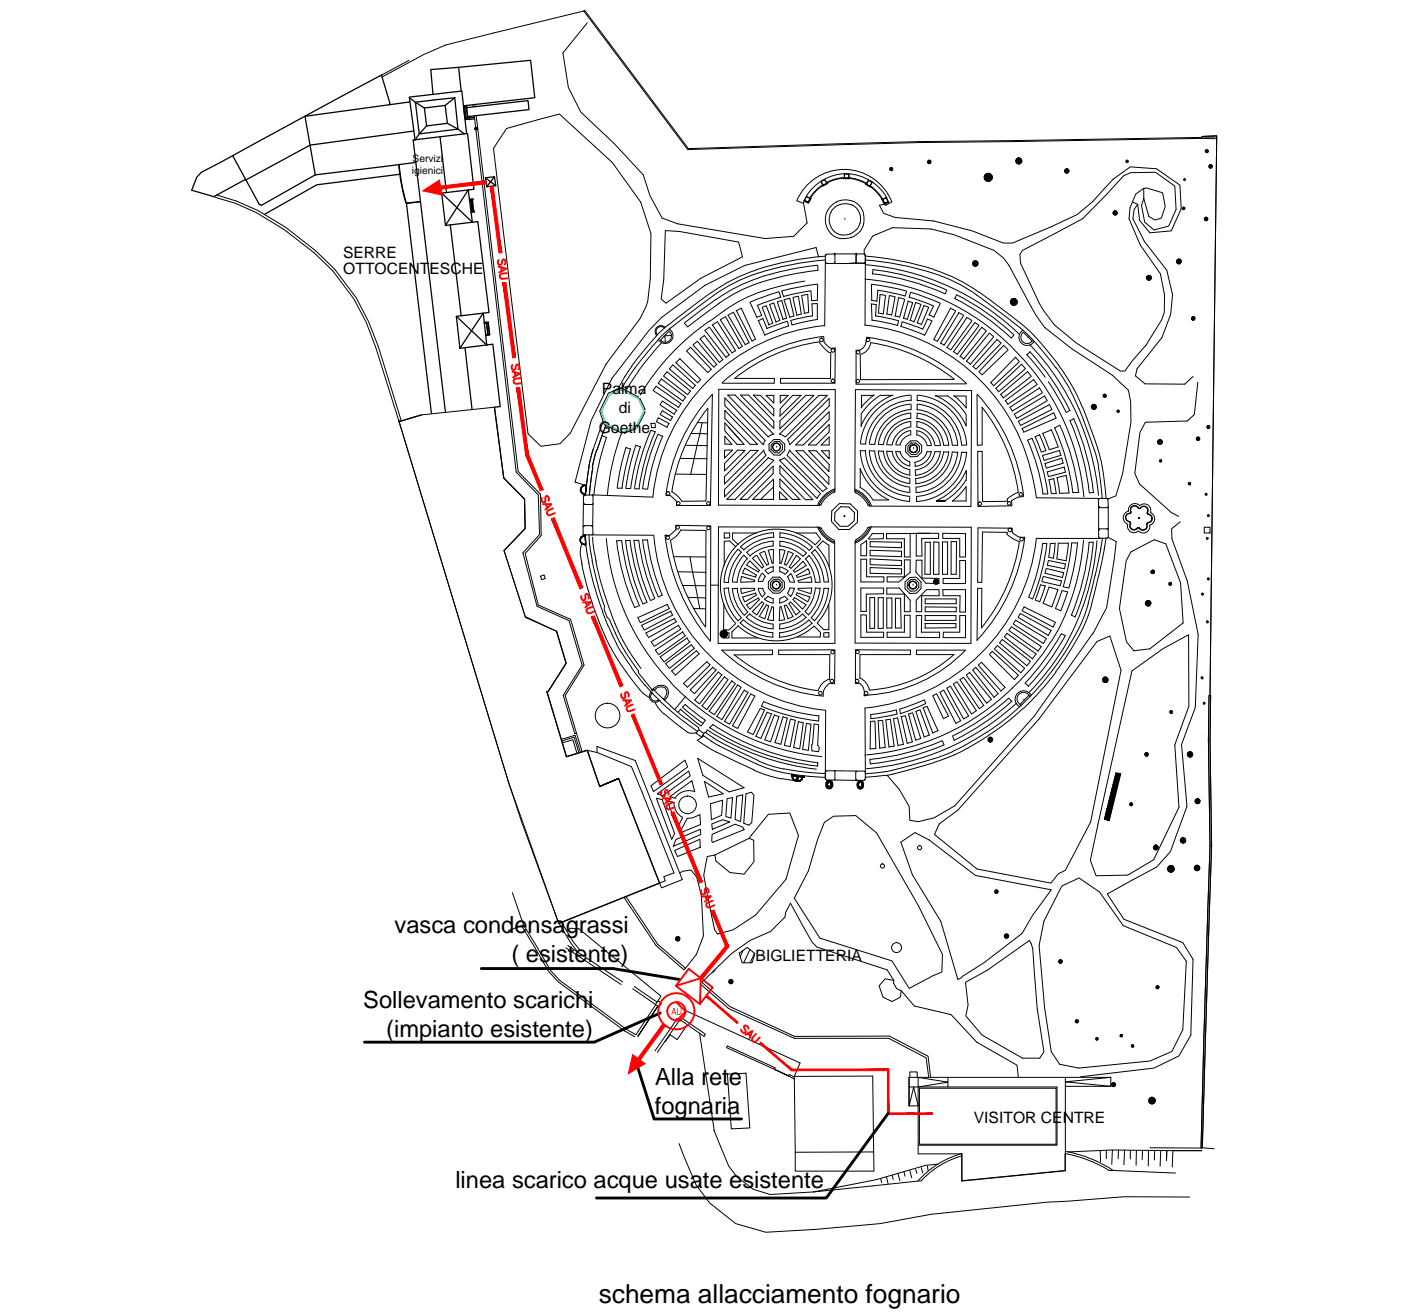 Servizi
igienici
SERRE
OTTOCENTESCHE
SAU
SAU
Palma
di
Goethe
SAU
SAU
SAU
SAU
SAU
vasca condensagrassi
( esistente)
BIGLIETTERIA
Sollevamento scarichi
(impianto esistente)
AU
SAU
Alla rete
fognaria
VISITOR CENTRE
linea scarico acque usate esistente
schema allacciamento fognario